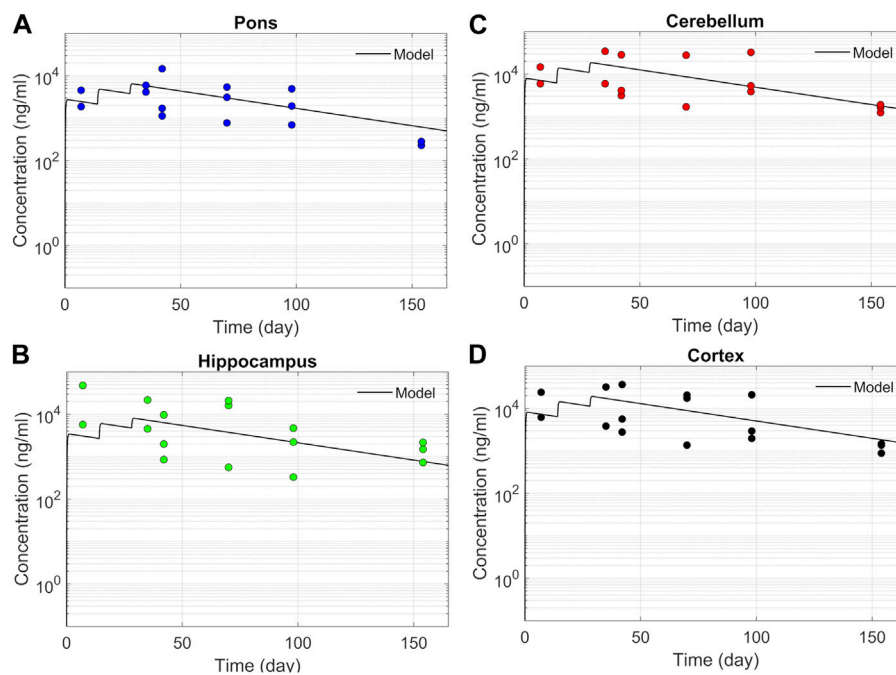 A
Pons
Model
Concentration (ng/ml)
10^4
10^2
10^0
0
50
100
150
Time (day)
C
Cerebellum
Model
Concentration (ng/ml)
10^4
10^2
10^0
0
50
100
150
Time (day)
B
Hippocampus
Model
Concentration (ng/ml)
10^4
10^2
10^0
0
50
100
150
Time (day)
D
Cortex
Model
Concentration (ng/ml)
10^4
10^2
10^0
0
50
100
150
Time (day)